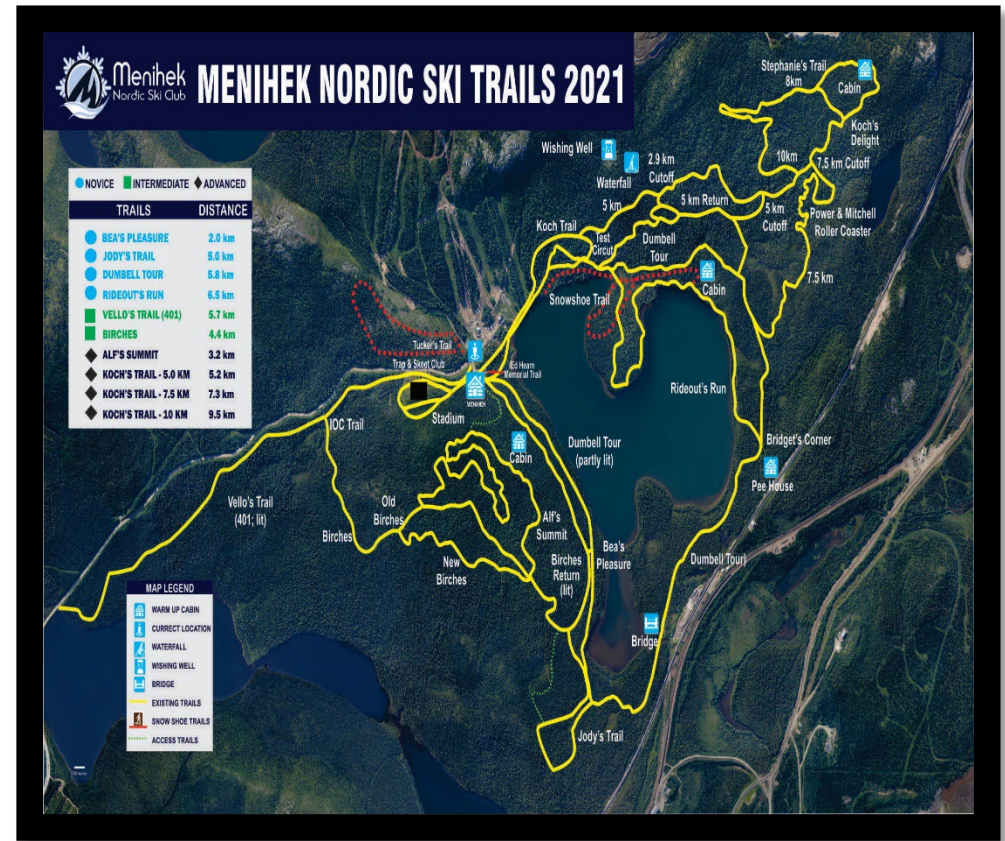 Menihek
Nordic Ski Club
MENIHEK NORDIC SKI TRAILS 2021
NOVICE INTERMEDIATE ADVANCED
TRAILS DISTANCE
BEA'S PLEASURE 2.0 km
JODY'S TRAIL 5.0 km
DUMBELL TOUR 5.8 km
RIDEOUT'S RUN 6.5 km
VELLO'S TRAIL (401) 5.7 km
BIRCHES 4.4 km
ALF'S SUMMIT 3.2 km
KOCH'S TRAIL - 5.0 KM 5.2 km
KOCH'S TRAIL - 7.5 KM 7.3 km
KOCH'S TRAIL - 10 KM 9.5 km
Stephanie's Trail
8km
Cabin
Koch's
Delight
10km
7.5 km Cutoff
Wishing Well
Waterfall
2.9 km
Cutoff
5 km
5 km Return
5 km
Cutoff
Power & Mitchell
Roller Coaster
Koch Trail
Test
Circut
Dumbell
Tour
7.5 km
Cabin
Snowshoe Trail
Tucker's Trail
Trap & Skeet Club
Ed Hearn
Memorial Trail
MENIHEK
Stadium
IOC Trail
Rideout's Run
Cabin
Dumbell Tour
(partly lit)
Bridget's Corner
Pee House
Vello's Trail
(401; lit)
Old
Birches
Birches
Alf's
Summit
New
Birches
Birches
Return
(lit)
Bea's
Pleasure
Dumbell Tour)
Bridge
Jody's Trail
MAP LEGEND
WARM UP CABIN
CURRECT LOCATION
WATERFALL
WISHING WELL
BRIDGE
EXISTING TRAILS
SNOW SHOE TRAILS
ACCESS TRAILS